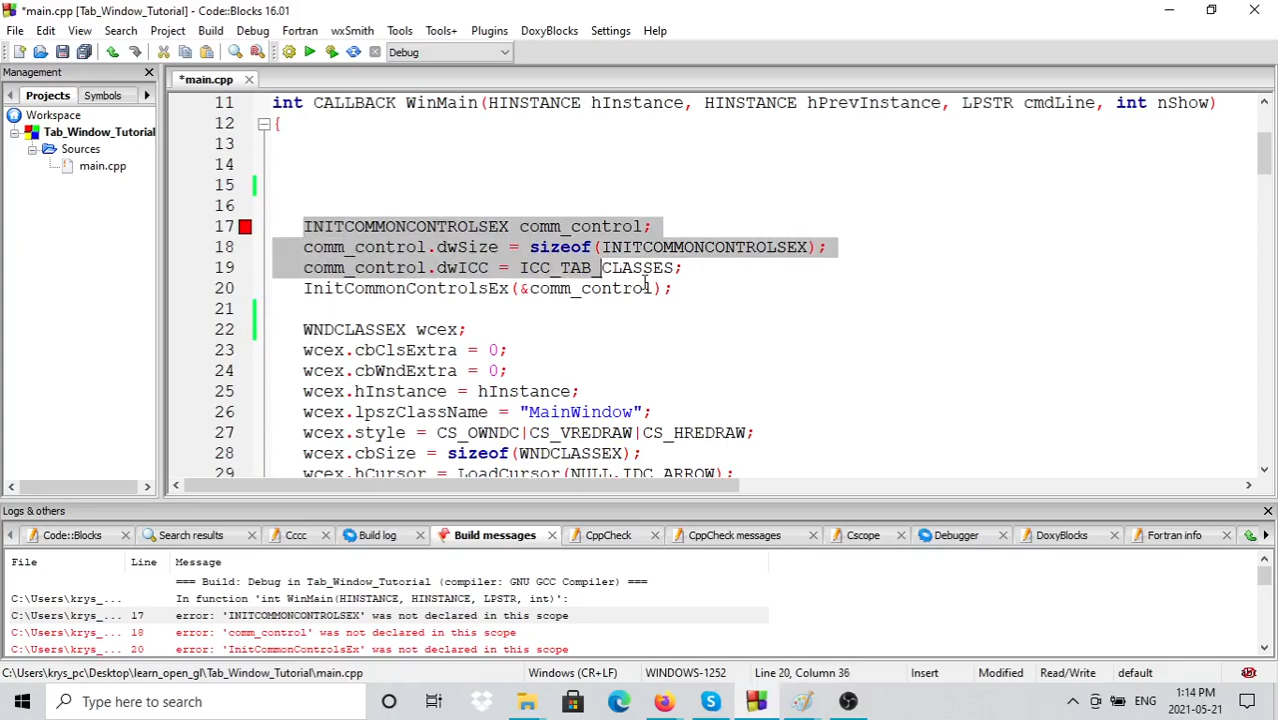 *main.cpp [Tab_Window_Tutorial] - Code::Blocks 16.01
File Edit View Search Project Build Debug Fortran wxSmith Tools Tools+ Plugins DoxyBlocks Settings Help
Debug
Management
*main.cpp
Projects Symbols
Workspace
Tab_Window_Tutorial
Sources
main.cpp
11 int CALLBACK WinMain(HINSTANCE hInstance, HINSTANCE hPrevInstance, LPSTR cmdLine, int nShow)
12 {
13
14
15
16
17 INITCOMMONCONTROLSEX comm_control;
18 comm_control.dwSize = sizeof(INITCOMMONCONTROLSEX);
19 comm_control.dwICC = ICC_TAB_CLASSES;
20 InitCommonControlsEx(&comm_control);
21
22 WNDCLASSEX wcex;
23 wcex.cbClsExtra = 0;
24 wcex.cbWndExtra = 0;
25 wcex.hInstance = hInstance;
26 wcex.lpszClassName = "MainWindow";
27 wcex.style = CS_OWNDC|CS_VREDRAW|CS_HREDRAW;
28 wcex.cbSize = sizeof(WNDCLASSEX);
29 wcex.hCursor = LoadCursor(NULL,IDC_ARROW);
Logs & others
Code::Blocks Search results Cccc Build log Build messages CppCheck CppCheck messages Cscope Debugger DoxyBlocks Fortran info
File Line Message
=== Build: Debug in Tab_Window_Tutorial (compiler: GNU GCC Compiler) ===
C:\Users\krys_... In function 'int WinMain(HINSTANCE, HINSTANCE, LPSTR, int)':
C:\Users\krys_... 17 error: 'INITCOMMONCONTROLSEX' was not declared in this scope
C:\Users\krys_... 18 error: 'comm_control' was not declared in this scope
C:\Users\krys_... 20 error: 'InitCommonControlsEx' was not declared in this scope
C:\Users\krys_pc\Desktop\learn_open_gl\Tab_Window_Tutorial\main.cpp Windows (CR+LF) WINDOWS-1252 Line 20, Column 36 Insert Modified Read/Write default
Type here to search
ENG
1:14 PM
2021-05-21